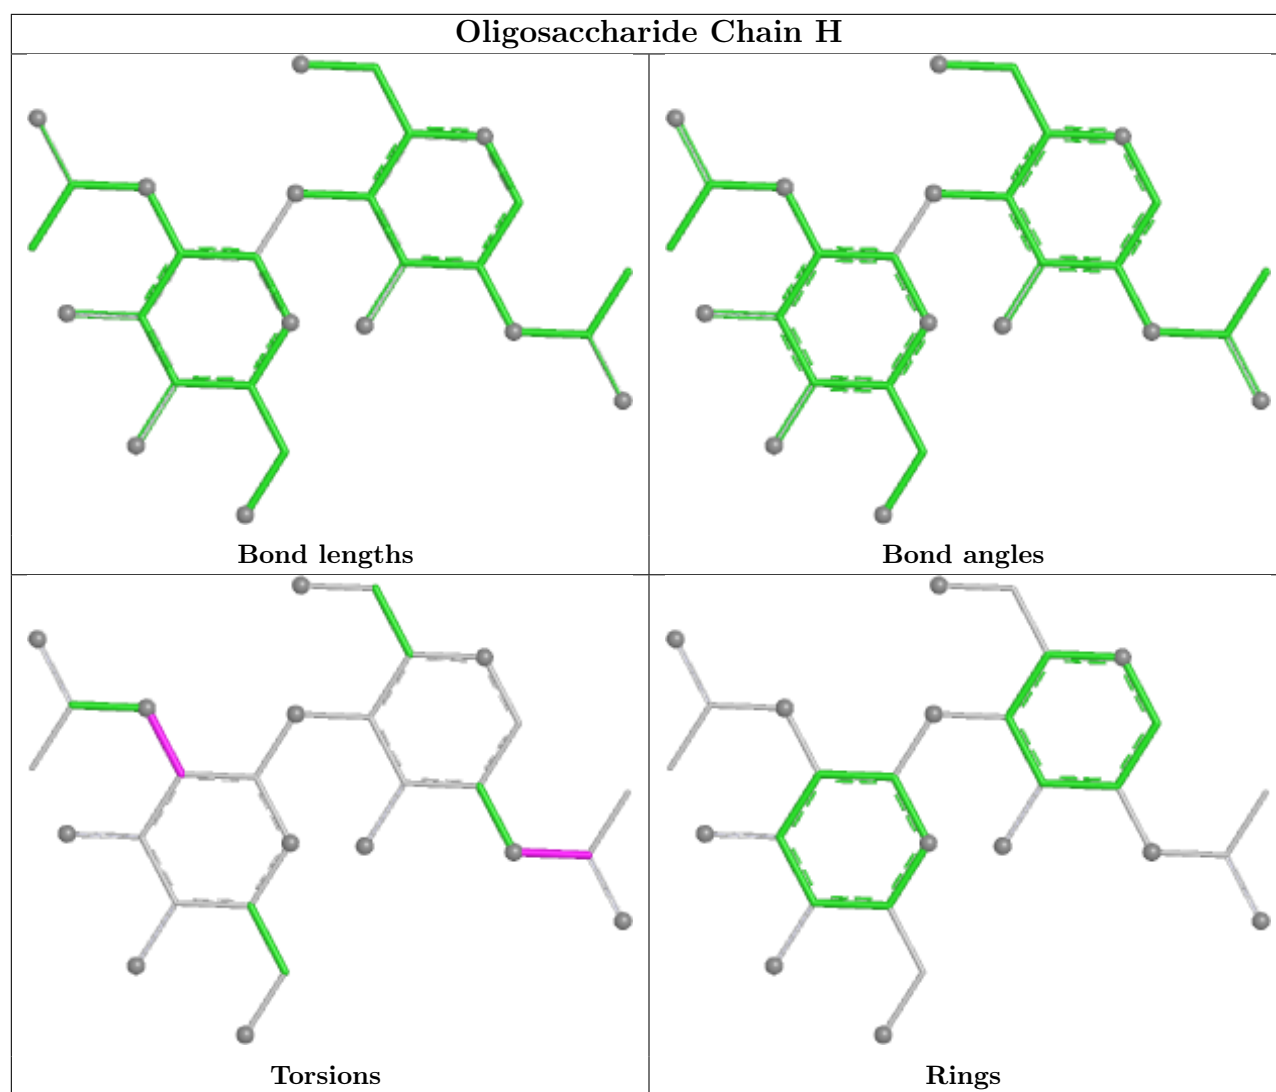 Oligosaccharide Chain H
Bond lengths
Bond angles
Torsions
Rings